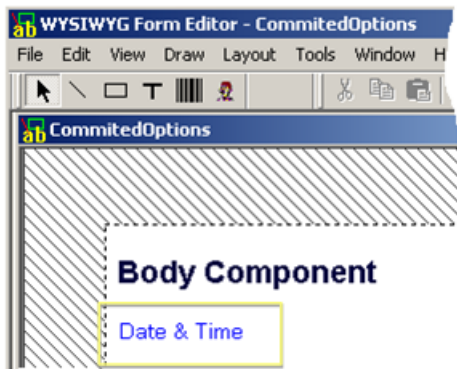 WYSIWYG Form Editor - CommitedOptions
File Edit View Draw Layout Tools Window H
T
CommitedOptions
Body Component
Date & Time